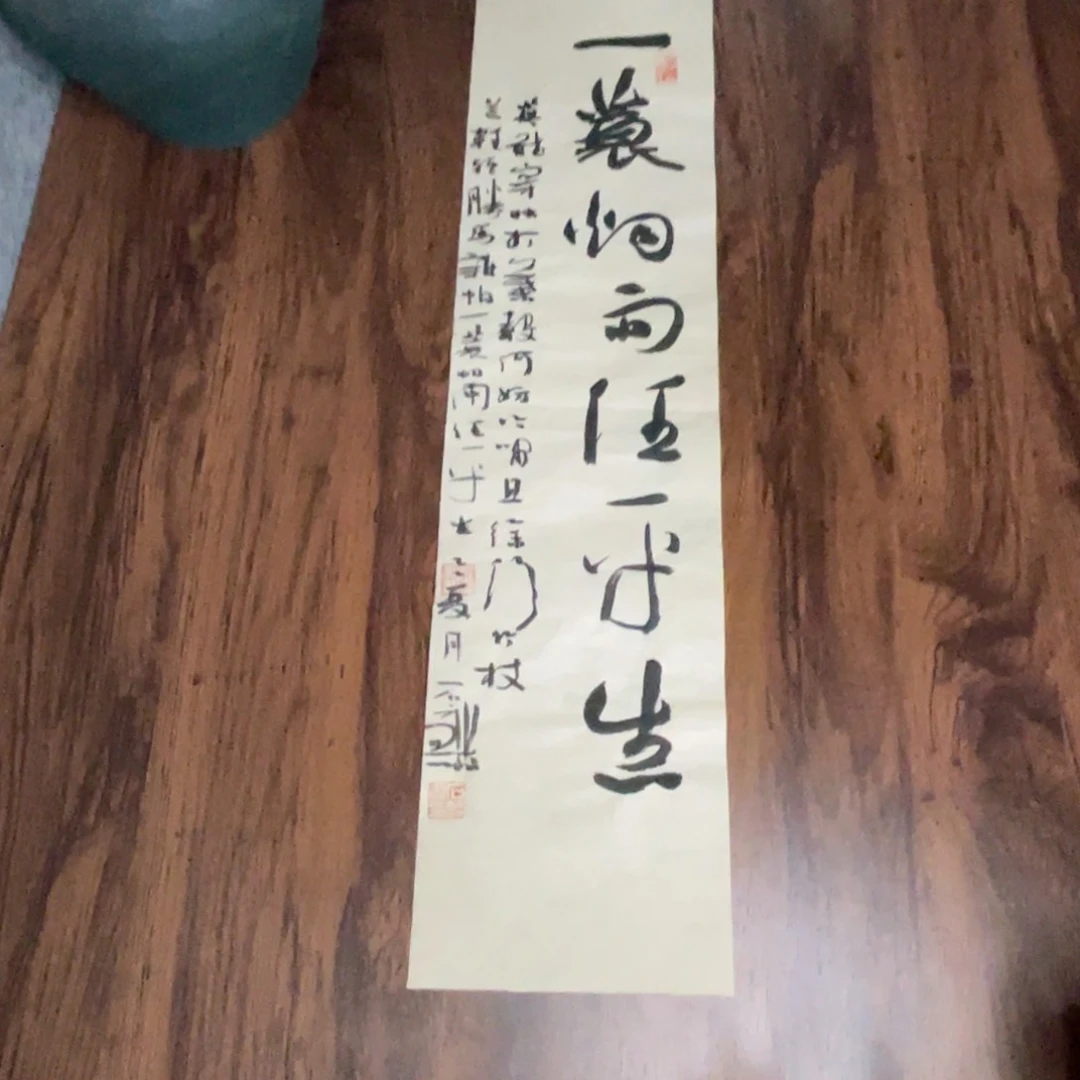 一蓑烟雨任一平生
莫听穿林打叶声何妨吟啸且徐行竹杖
芒鞋轻胜马谁怕一蓑烟雨任一平生 夏月